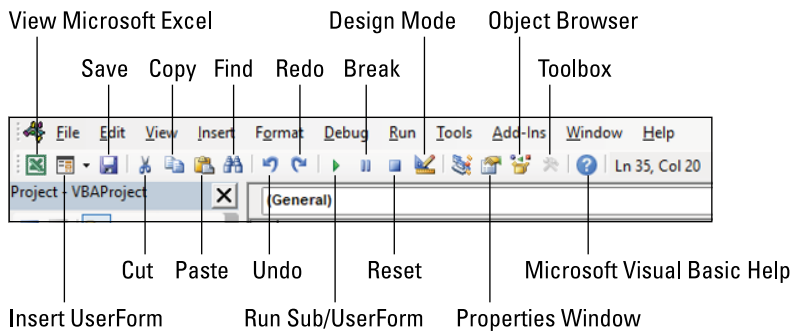 View Microsoft Excel Design Mode Object Browser
Save Copy Find Redo Break Toolbox
File Edit View Insert Format Debug Run Tools Add-Ins Window Help
Ln 35, Col 20
Project - VBAProject
(General)
Cut Paste Undo Reset Microsoft Visual Basic Help
Insert UserForm Run Sub/UserForm Properties Window